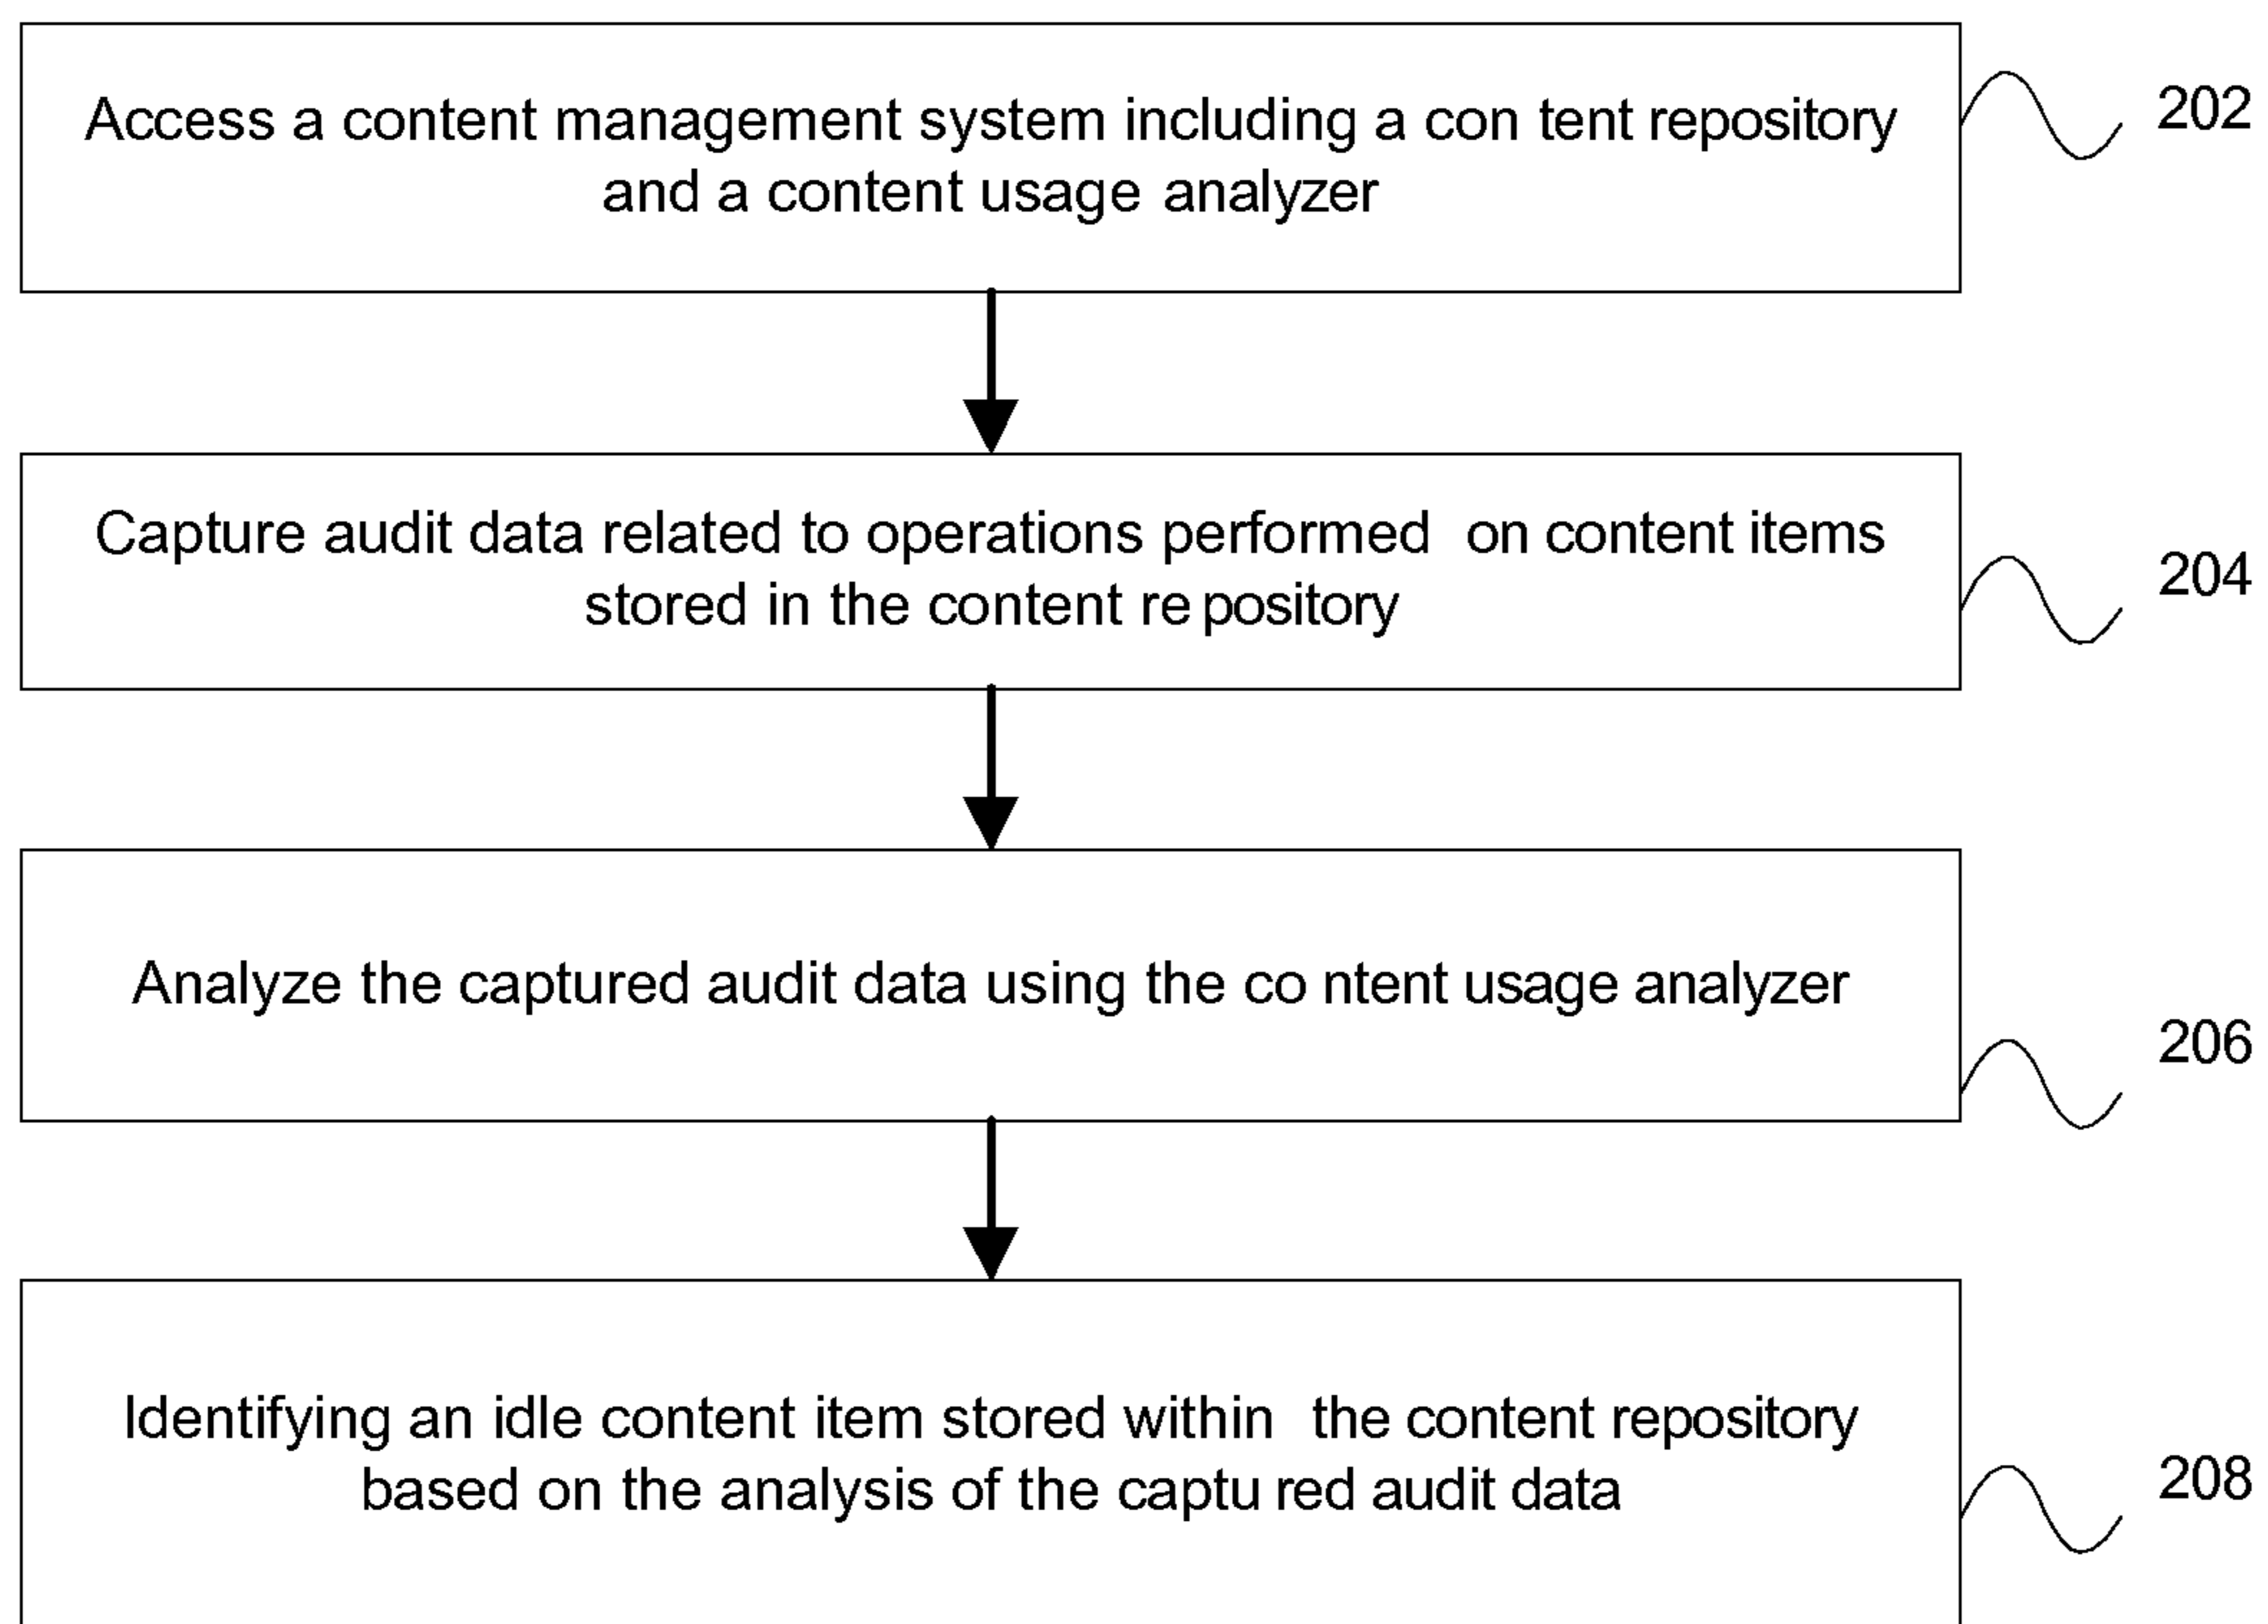 Access a content management system including a con tent repository
and a content usage analyzer
202
Capture audit data related to operations performed on content items
stored in the content re pository
204
Analyze the captured audit data using the co ntent usage analyzer
206
Identifying an idle content item stored within the content repository
based on the analysis of the captu red audit data
208